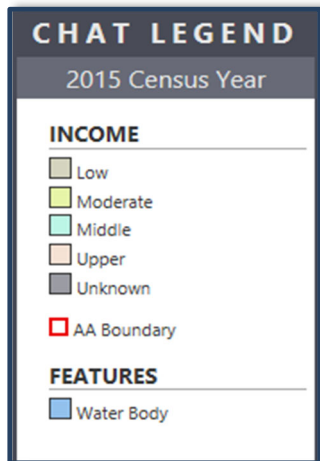 CHAT LEGEND
2015 Census Year
INCOME
Low
Moderate
Middle
Upper
Unknown
AA Boundary
FEATURES
Water Body